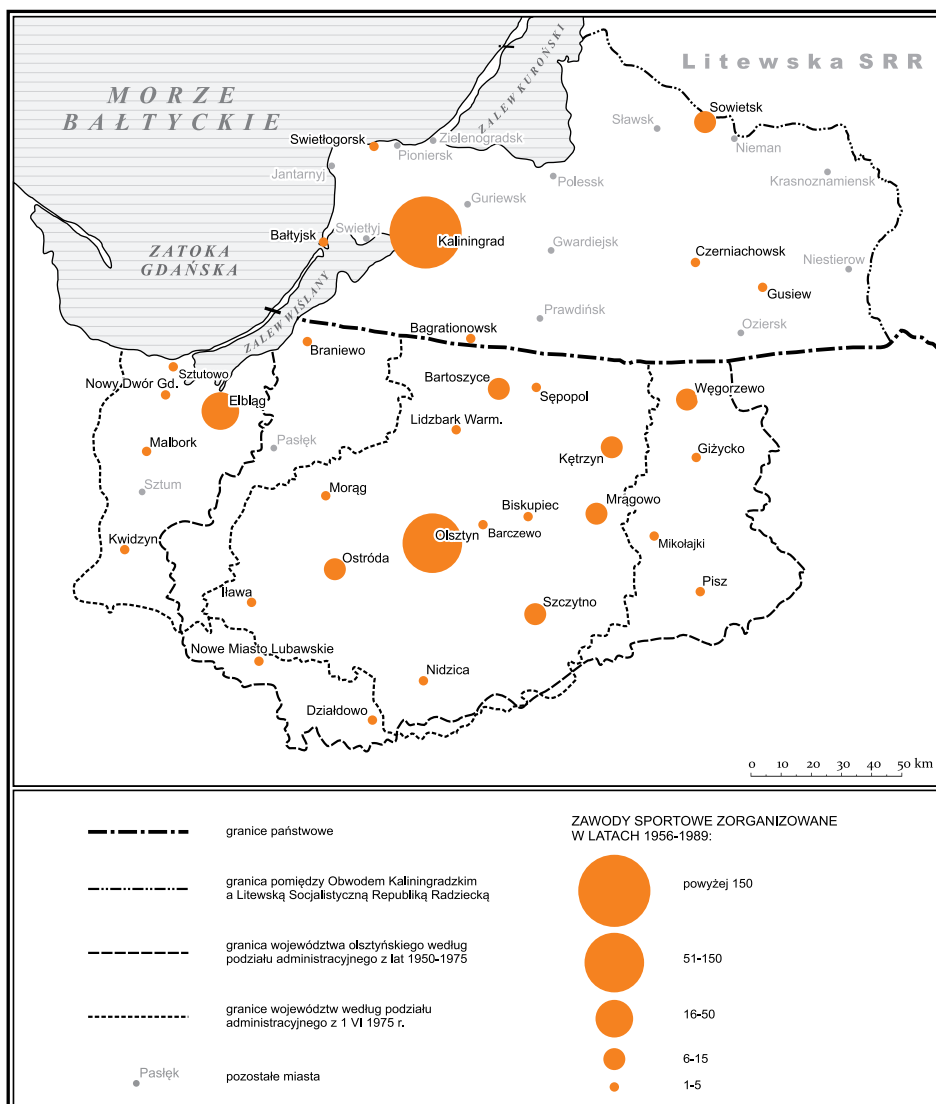 Litewska SRR
MORZE
BAŁTYCKIE
ZALEW KUROŃSKI
Sowietsk
Sławsk
Nieman
Swietłogorsk
Zielenogradsk
Pioniersk
Jantarnyj
Polessk
Krasnoznamiensk
Guriewsk
Swietłyj
Kaliningrad
Bałtyjsk
ZATOKA
GDAŃSKA
Gwardiejsk
Czerniachowsk
Niestierow
Gusiew
ZALEW WIŚLANY
Prawdińsk
Oziersk
Bagrationowsk
Braniewo
Sztutowo
Nowy Dwór Gd.
Elbląg
Bartoszyce
Sępopol
Węgorzewo
Lidzbark Warm.
Malbork
Pasłęk
Kętrzyn
Giżycko
Sztum
Morąg
Biskupiec
Mrągowo
Olsztyn
Barczewo
Kwidzyn
Mikołajki
Ostróda
Iława
Pisz
Szczytno
Nowe Miasto Lubawskie
Nidzica
Działdowo
0 10 20 30 40 50 km
granice państwowe
granica pomiędzy Obwodem Kaliningradzkim
a Litewską Socjalistyczną Republiką Radziecką
granica województwa olsztyńskiego według
podziału administracyjnego z lat 1950-1975
granice województw według podziału
administracyjnego z 1 VI 1975 r.
Pasłęk
pozostałe miasta
ZAWODY SPORTOWE ZORGANIZOWANE
W LATACH 1956-1989:
powyżej 150
51-150
16-50
6-15
1-5